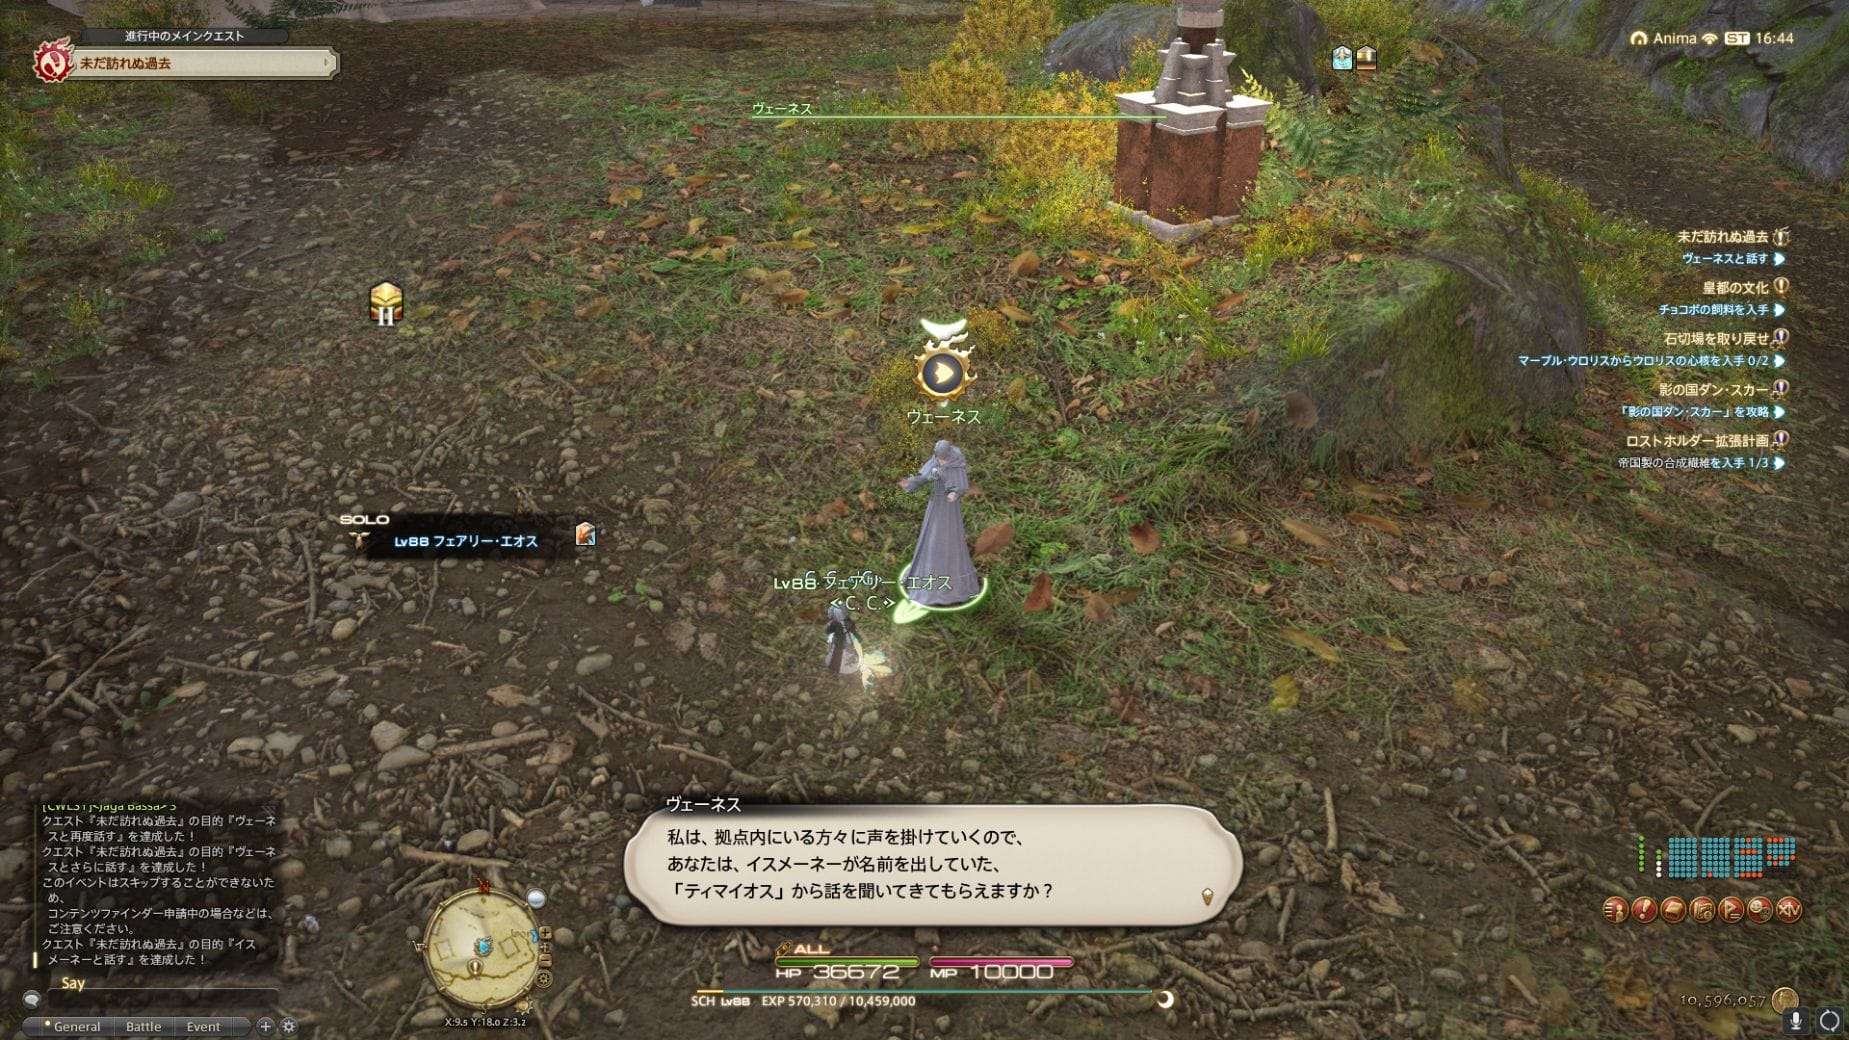 進行中のメインクエスト
未だ訪れぬ過去
Anima
ST 16:44
ヴェーネス
未だ訪れぬ過去
ヴェーネスと話す
皇都の文化
チョコボの飼料を入手
石切場を取り戻せ
マーブル・ウロリスからウロリスの心核を入手 0/2
影の国ダン・スカー
『影の国ダン・スカー』を攻略
ロストホルダー拡張計画
帝国製の合成繊維を入手 1/3
II
ヴェーネス
SOLO
Lv88 フェアリー・エオス
Lv88 フェアリー・エオス
C. C.
ヴェーネス
私は、拠点内にいる方々に声を掛けていくので、
あなたは、イスメーネーが名前を出していた、
「ティマイオス」から話を聞いてきてもらえますか？
[CWLS1]<Jaga Bassa> 3
クエスト『未だ訪れぬ過去』の目的『ヴェーネ
スと再度話す』を達成した！
クエスト『未だ訪れぬ過去』の目的『ヴェーネ
スとさらに話す』を達成した！
このイベントはスキップすることができないた
め、
コンテンツファインダー申請中の場合などは、
ご注意ください。
クエスト『未だ訪れぬ過去』の目的『イス
メーネーと話す』を達成した！
Say
General Battle Event
X:9.5 Y:18.0 Z:3.2
ALL
HP 36672 MP 10000
SCH Lv88 EXP 570,310 / 10,459,000
XIV
10,596,057